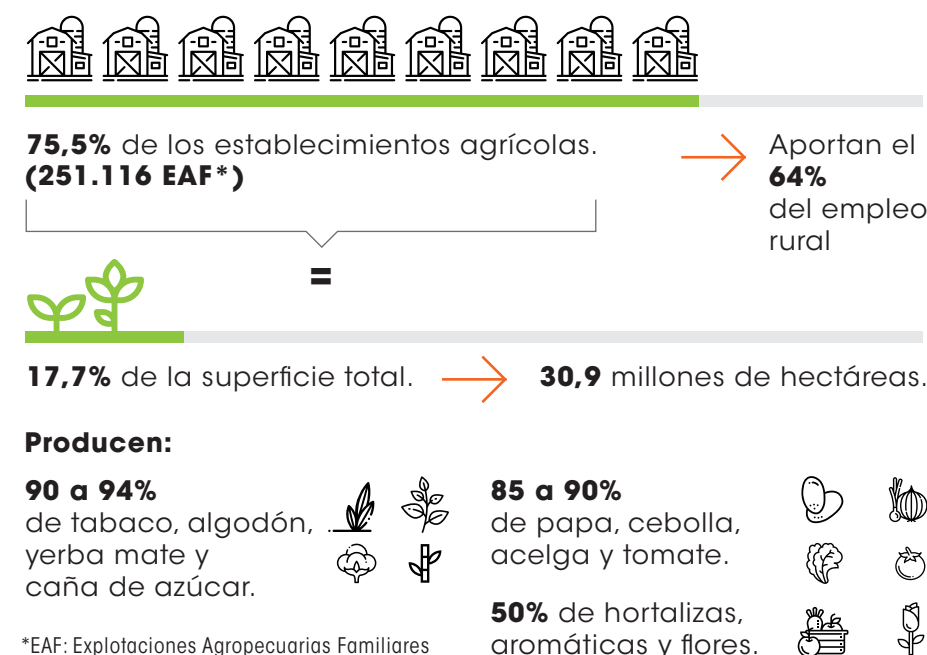 75,5% de los establecimientos agrícolas.
(251.116 EAF*)
Aportan el
64%
del empleo
rural
=
17,7% de la superficie total.
30,9 millones de hectáreas.
Producen:
90 a 94%
de tabaco, algodón,
yerba mate y
caña de azúcar.
85 a 90%
de papa, cebolla,
acelga y tomate.
50% de hortalizas,
aromáticas y flores.
*EAF: Explotaciones Agropecuarias Familiares